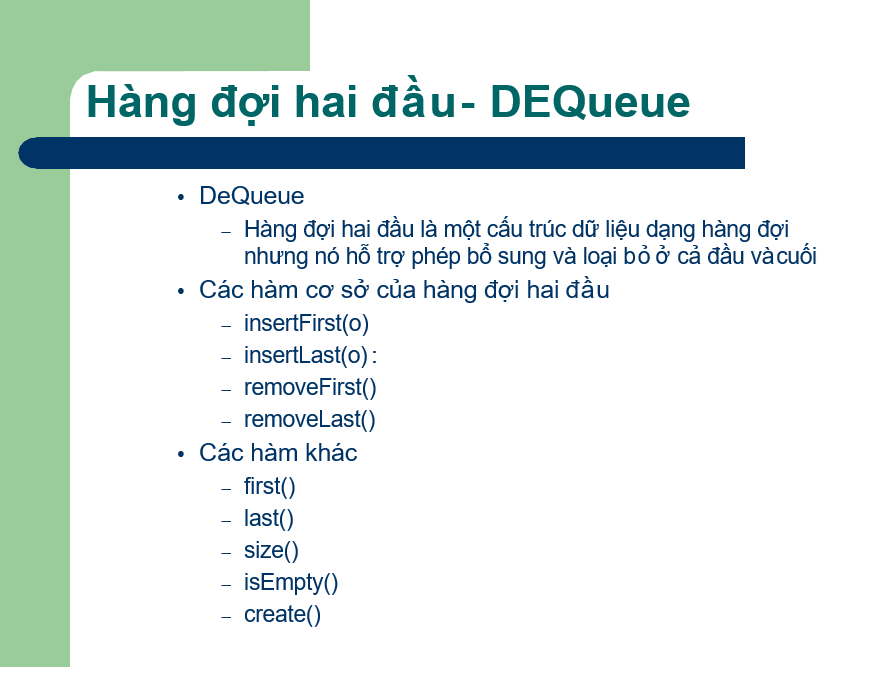 Hàng đợi hai đầu- DEQueue
• DeQueue
– Hàng đợi hai đầu là một cấu trúc dữ liệu dạng hàng đợi
nhưng nó hỗ trợ phép bổ sung và loại bỏ ở cả đầu và cuối
• Các hàm cơ sở của hàng đợi hai đầu
– insertFirst(o)
– insertLast(o) :
– removeFirst()
– removeLast()
• Các hàm khác
– first()
– last()
– size()
– isEmpty()
– create()